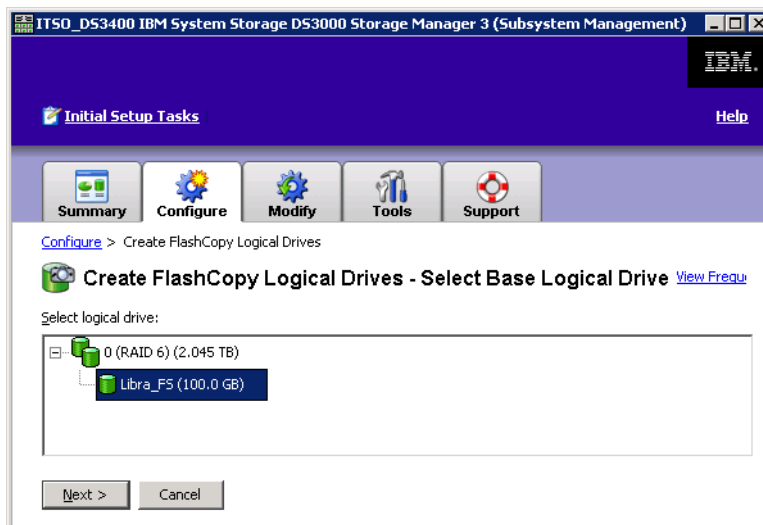 ITSO_DS3400 IBM System Storage DS3000 Storage Manager 3 (Subsystem Management)
IBM.
Initial Setup Tasks
Help
Summary Configure Modify Tools Support
Configure > Create FlashCopy Logical Drives
Create FlashCopy Logical Drives - Select Base Logical Drive View Frequ
Select logical drive:
0 (RAID 6) (2.045 TB)
Libra_FS (100.0 GB)
Next > Cancel